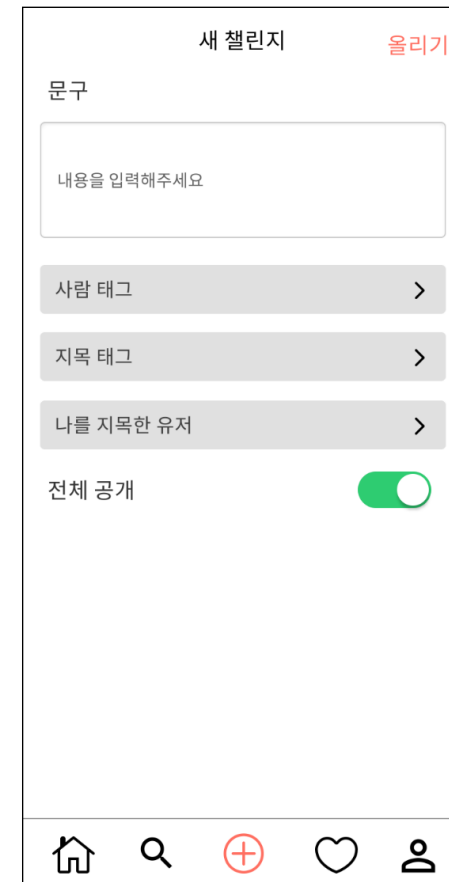 새 챌린지
올리기
문구
내용을 입력해주세요
사람 태그
지목 태그
나를 지목한 유저
전체 공개